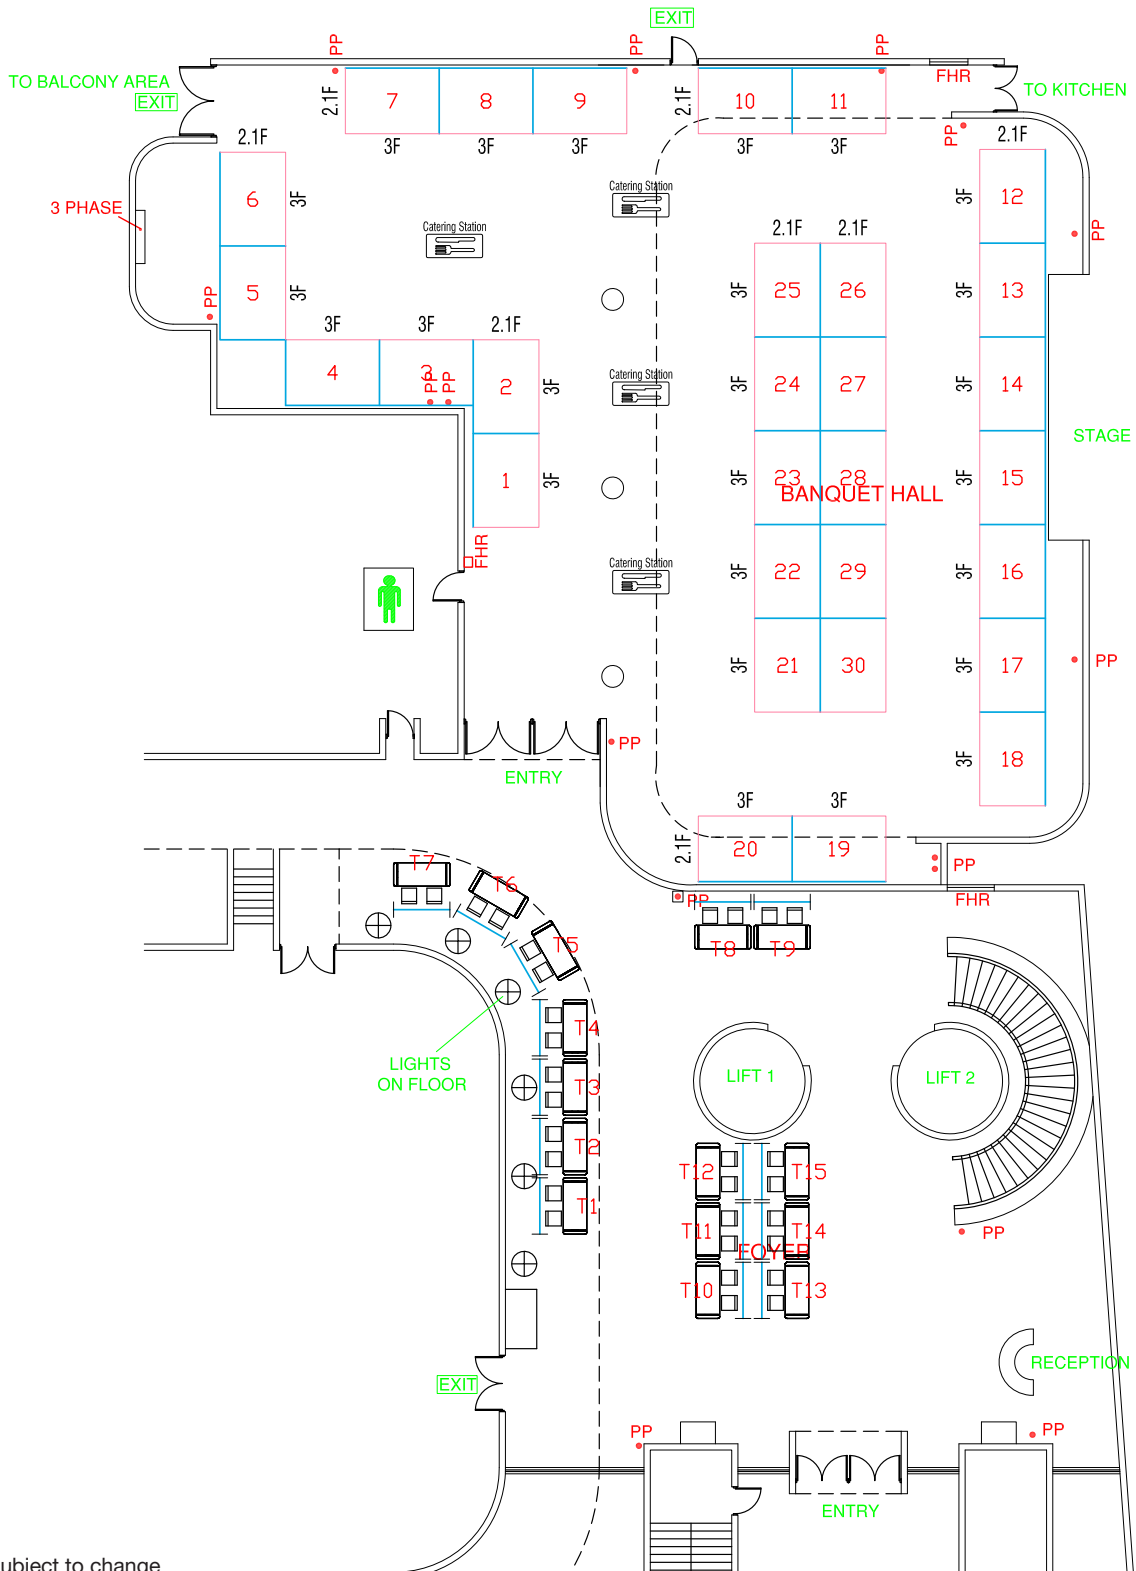 EXIT
PP
PP
PP
TO BALCONY AREA
EXIT
FHR
TO KITCHEN
2.1F
7
8
9
2.1F
10
11
3F
3F
3F
3F
3F
PP
2.1F
2.1F
6
3F
3 PHASE
Catering Station
Catering Station
3F
12
PP
2.1F
2.1F
PP
5
3F
3F
25
26
3F
13
3F
3F
2.1F
4
3
PP
PP
2
3F
Catering Station
3F
24
27
3F
14
STAGE
1
3F
3F
23
28
3F
15
BANQUET HALL
FHR
Catering Station
3F
22
29
3F
16
3F
21
30
3F
17
PP
PP
3F
18
ENTRY
3F
3F
2.1F
20
19
PP
T7
T6
PP
FHR
T5
T8
T9
T4
LIGHTS
ON FLOOR
T3
LIFT 1
LIFT 2
T2
T12
T15
T1
T11
T14
PP
FOYER
T10
T13
RECEPTION
EXIT
PP
PP
ENTRY
ubject to change